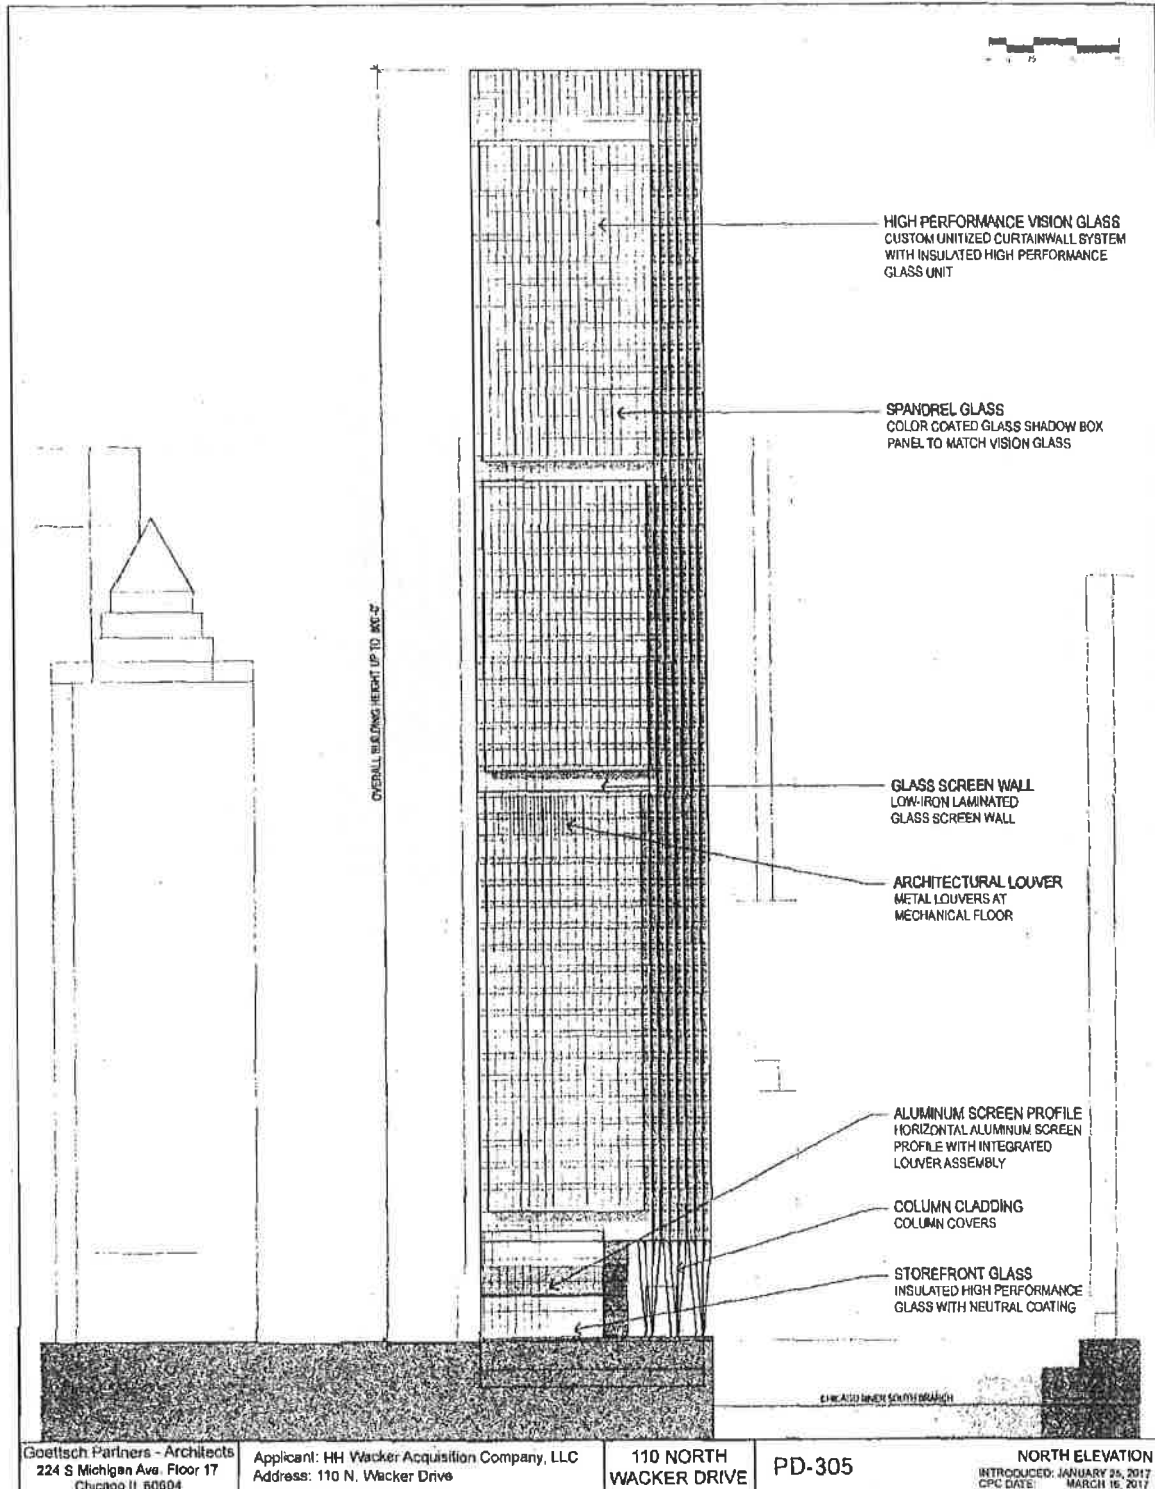 HIGH PERFORMANCE VISION GLASS
CUSTOM UNITIZED CURTAINWALL SYSTEM
WITH INSULATED HIGH PERFORMANCE
GLASS UNIT
SPANDREL GLASS
COLOR COATED GLASS SHADOW BOX
PANEL TO MATCH VISION GLASS
OVERALL BUILDING HEIGHT UP TO 800'-0"
GLASS SCREEN WALL
LOW-IRON LAMINATED
GLASS SCREEN WALL
ARCHITECTURAL LOUVER
METAL LOUVERS AT
MECHANICAL FLOOR
ALUMINUM SCREEN PROFILE
HORIZONTAL ALUMINUM SCREEN
PROFILE WITH INTEGRATED
LOUVER ASSEMBLY
COLUMN CLADDING
COLUMN COVERS
STOREFRONT GLASS
INSULATED HIGH PERFORMANCE
GLASS WITH NEUTRAL COATING
CHICAGO RIVER SOUTH BRANCH
Goettsch Partners - Architects
224 S Michigan Ave. Floor 17
Chicago IL 60604
Applicant: HH Wacker Acquisition Company, LLC
Address: 110 N. Wacker Drive
110 NORTH
WACKER DRIVE
PD-305
NORTH ELEVATION
INTRODUCED: JANUARY 25, 2017
CPC DATE: MARCH 16, 2017